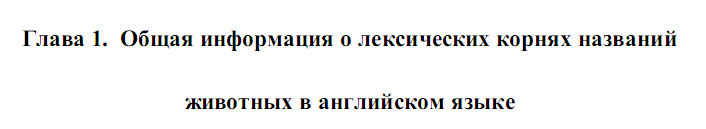 Глава 1.  Общая информация о лексических корнях названий
животных в английском языке